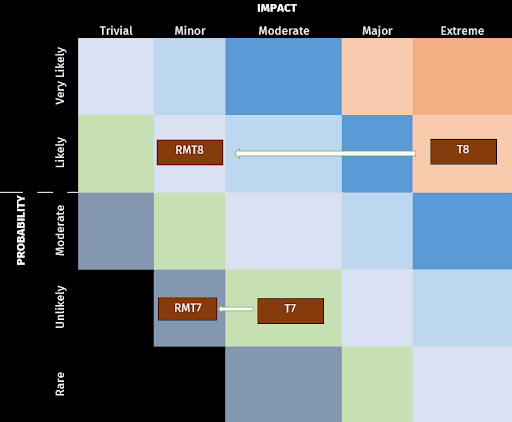 IMPACT
Trivial Minor Moderate Major Extreme
Very Likely
Likely
RMT8 T8
PROBABILITY
Moderate
Unlikely
RMT7 T7
Rare